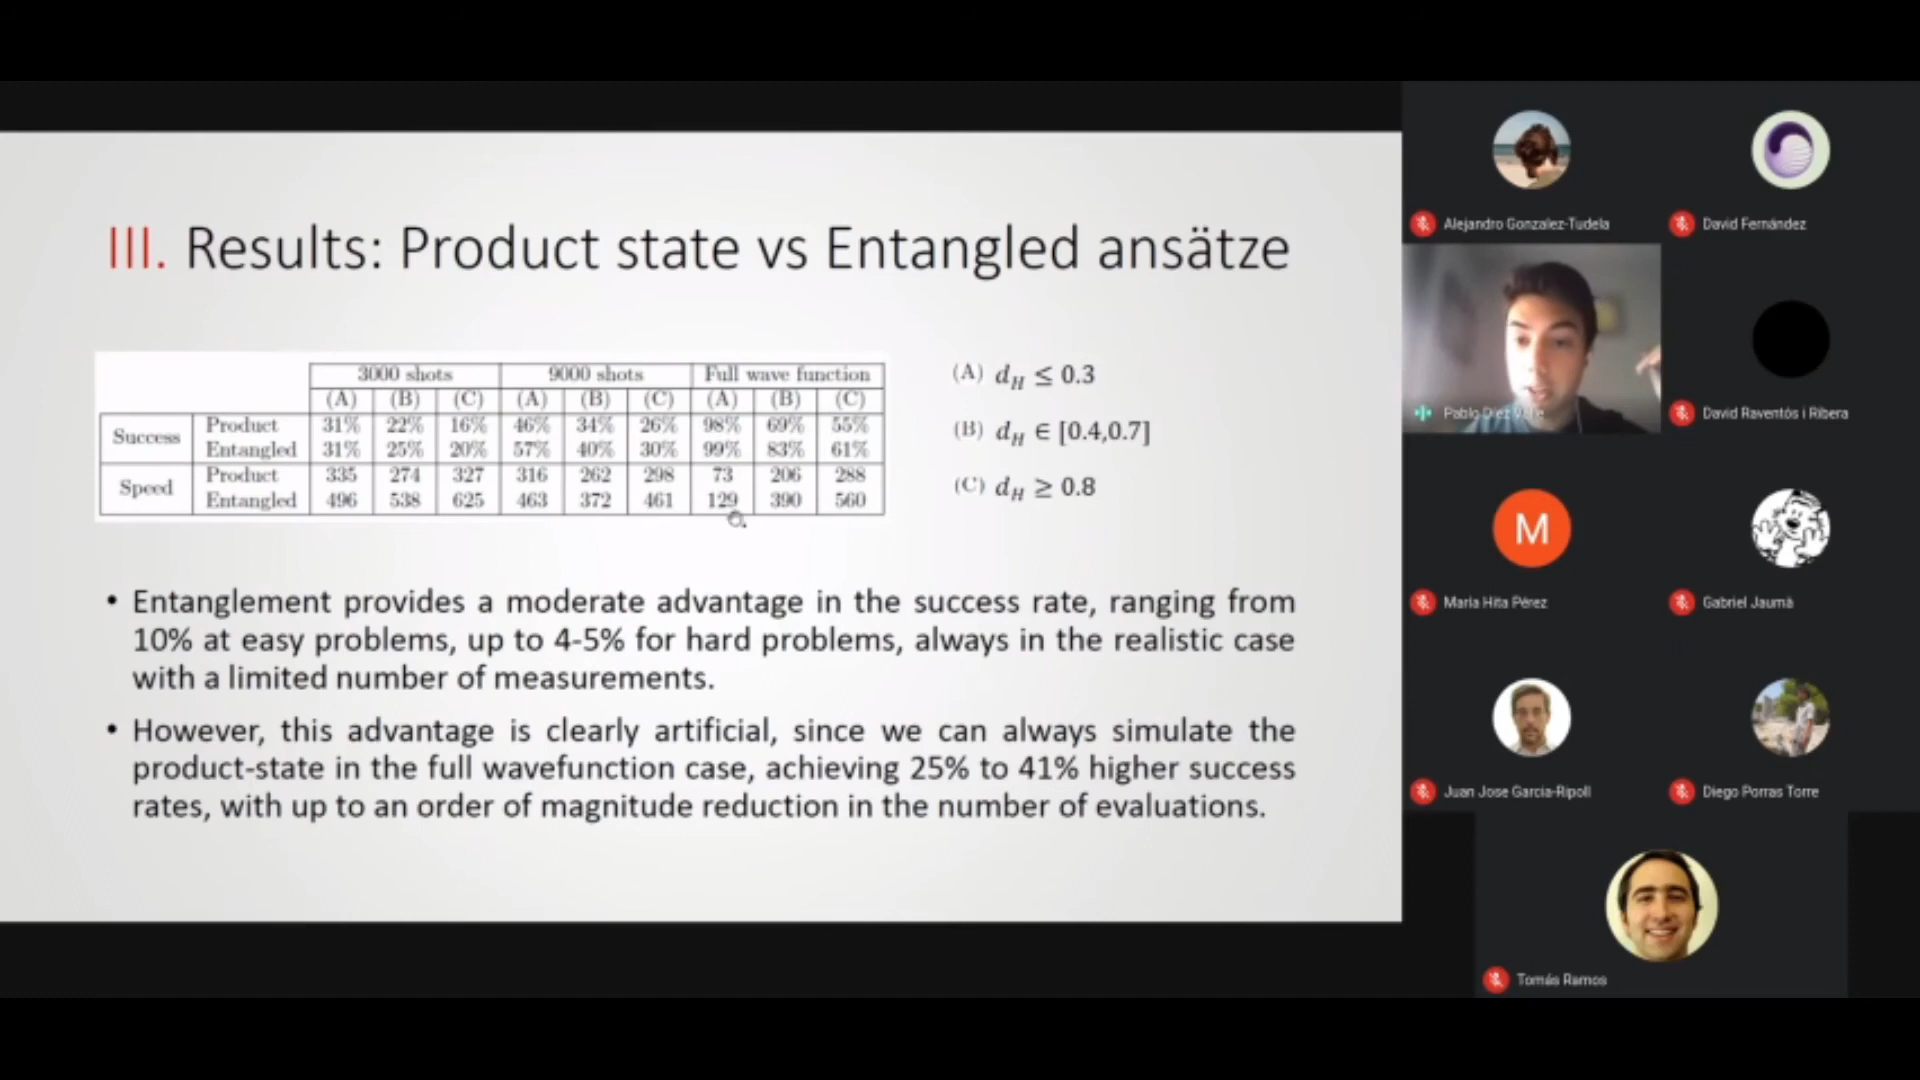 III. Results: Product state vs Entangled ansätze
3000 shots 9000 shots Full wave function
(A) (B) (C) (A) (B) (C) (A) (B) (C)
Success Product 31% 22% 16% 46% 34% 26% 98% 69% 55%
Entangled 31% 25% 20% 57% 40% 30% 99% 83% 61%
Speed Product 335 274 327 316 262 298 73 206 288
Entangled 496 538 625 463 372 461 129 390 560
(A) d_H ≤ 0.3
(B) d_H ∈ [0.4,0.7]
(C) d_H ≥ 0.8
• Entanglement provides a moderate advantage in the success rate, ranging from
10% at easy problems, up to 4-5% for hard problems, always in the realistic case
with a limited number of measurements.
• However, this advantage is clearly artificial, since we can always simulate the
product-state in the full wavefunction case, achieving 25% to 41% higher success
rates, with up to an order of magnitude reduction in the number of evaluations.
Alejandro Gonzalez-Tudela
David Fernández
Pablo Díez Valle
David Raventós i Ribera
M
María Hita Pérez
Gabriel Jaumà
Juan Jose Garcia-Ripoll
Diego Porras Torre
Tomás Ramos